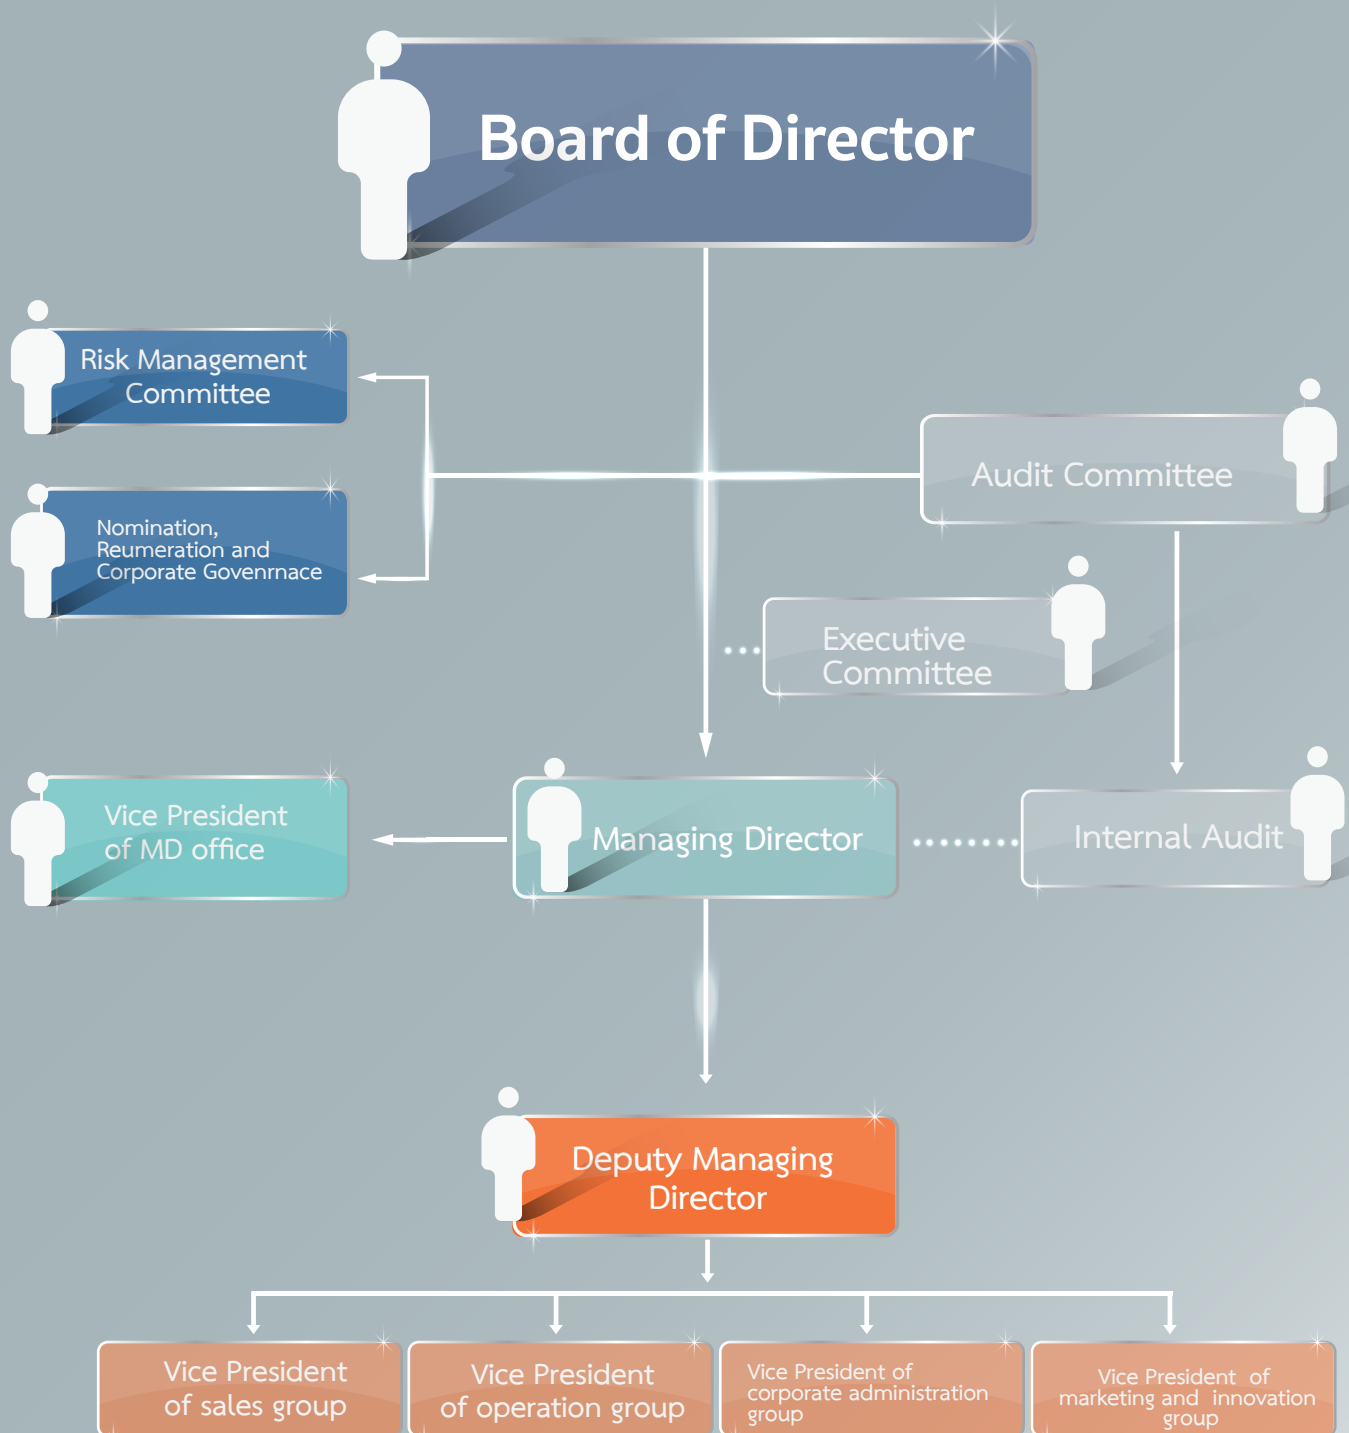 Board of Director
Risk Management
Committee
Audit Committee
Nomination,
Reumeration and
Corporate Govenrnace
Executive
Committee
Vice President
of MD office
Managing Director
Internal Audit
Deputy Managing
Director
Vice President
of sales group
Vice President
of operation group
Vice President of
corporate administration
group
Vice President of
marketing and innovation
group